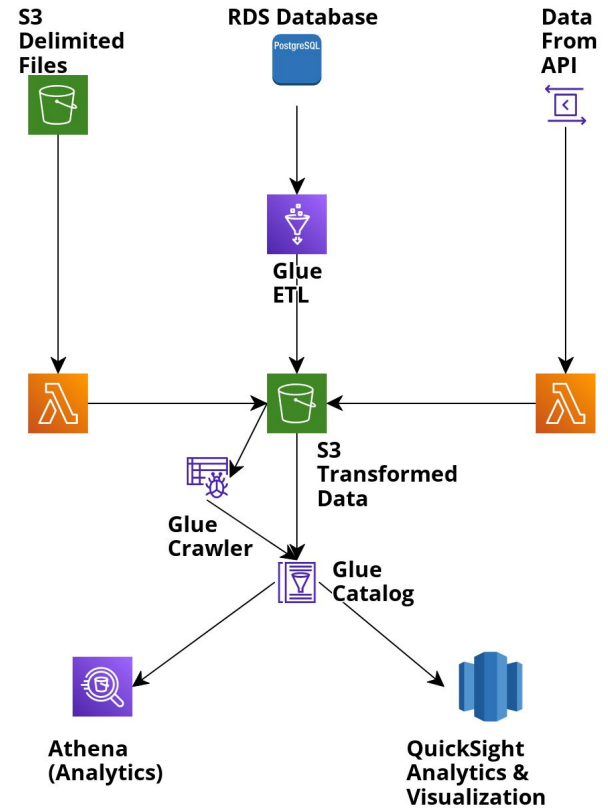 S3
Delimited
Files
RDS Database
PostgreSQL
Data
From
API
Glue
ETL
S3
Transformed
Data
Glue
Crawler
Glue
Catalog
Athena
(Analytics)
QuickSight
Analytics &
Visualization